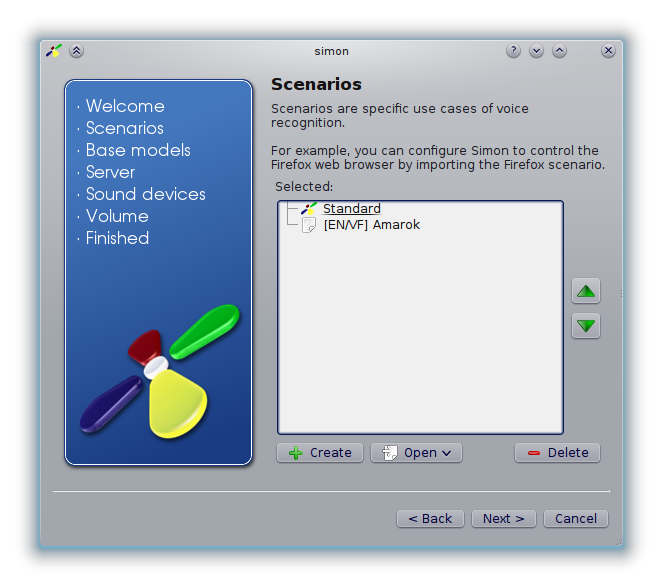 simon
· Welcome
· Scenarios
· Base models
· Server
· Sound devices
· Volume
· Finished
Scenarios
Scenarios are specific use cases of voice
recognition.
For example, you can configure Simon to control the
Firefox web browser by importing the Firefox scenario.
Selected:
Standard
[EN/VF] Amarok
Create
Open
Delete
< Back
Next >
Cancel